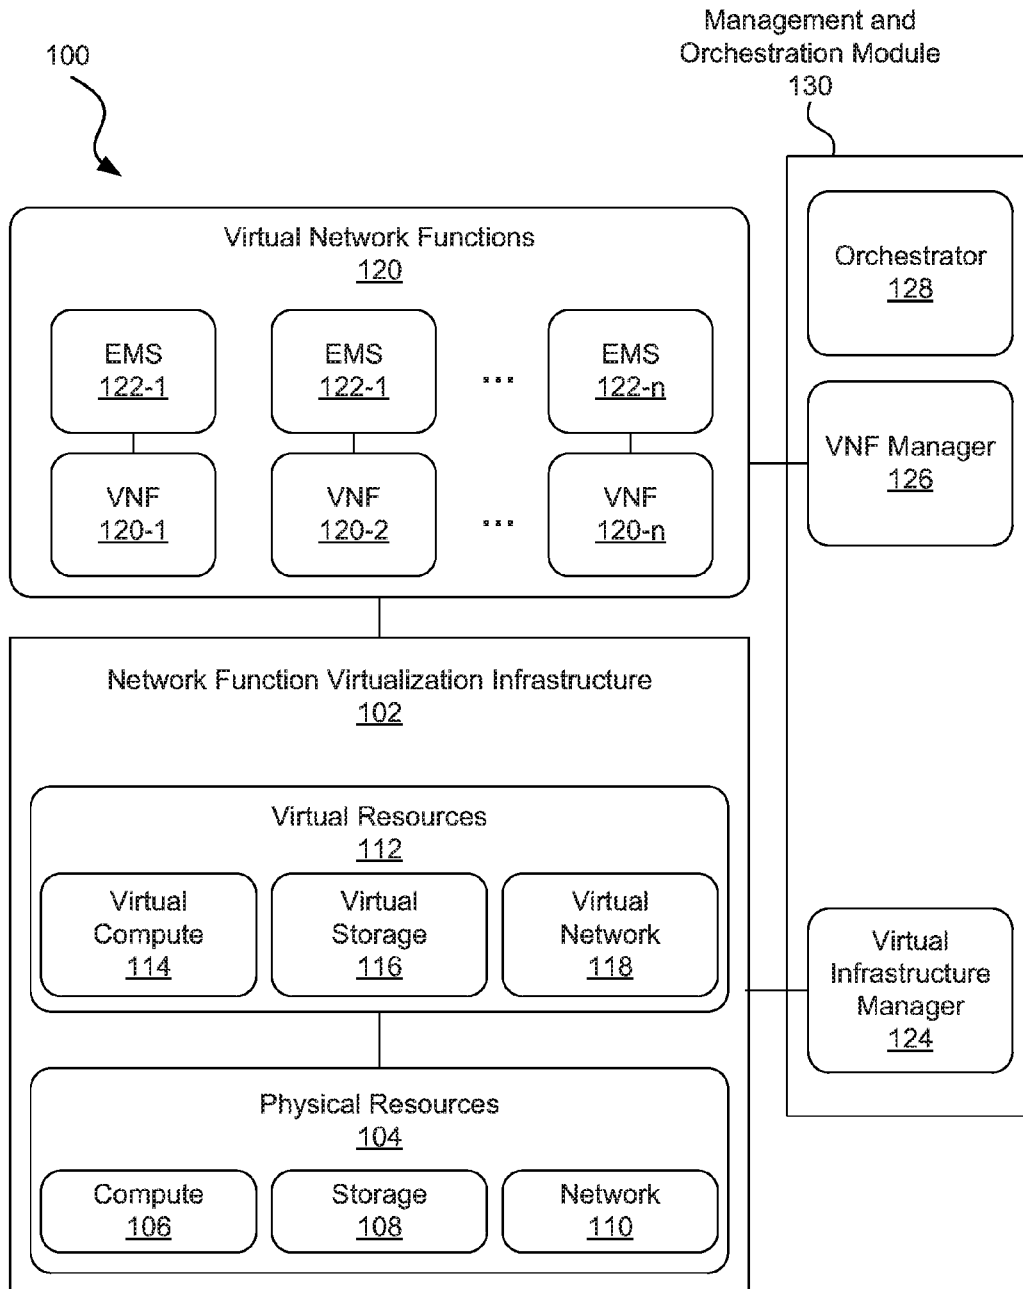 Management and
Orchestration Module
130
100
Virtual Network Functions
120
EMS
122-1
EMS
122-1
...
EMS
122-n
VNF
120-1
VNF
120-2
...
VNF
120-n
Orchestrator
128
VNF Manager
126
Network Function Virtualization Infrastructure
102
Virtual Resources
112
Virtual
Compute
114
Virtual
Storage
116
Virtual
Network
118
Virtual
Infrastructure
Manager
124
Physical Resources
104
Compute
106
Storage
108
Network
110